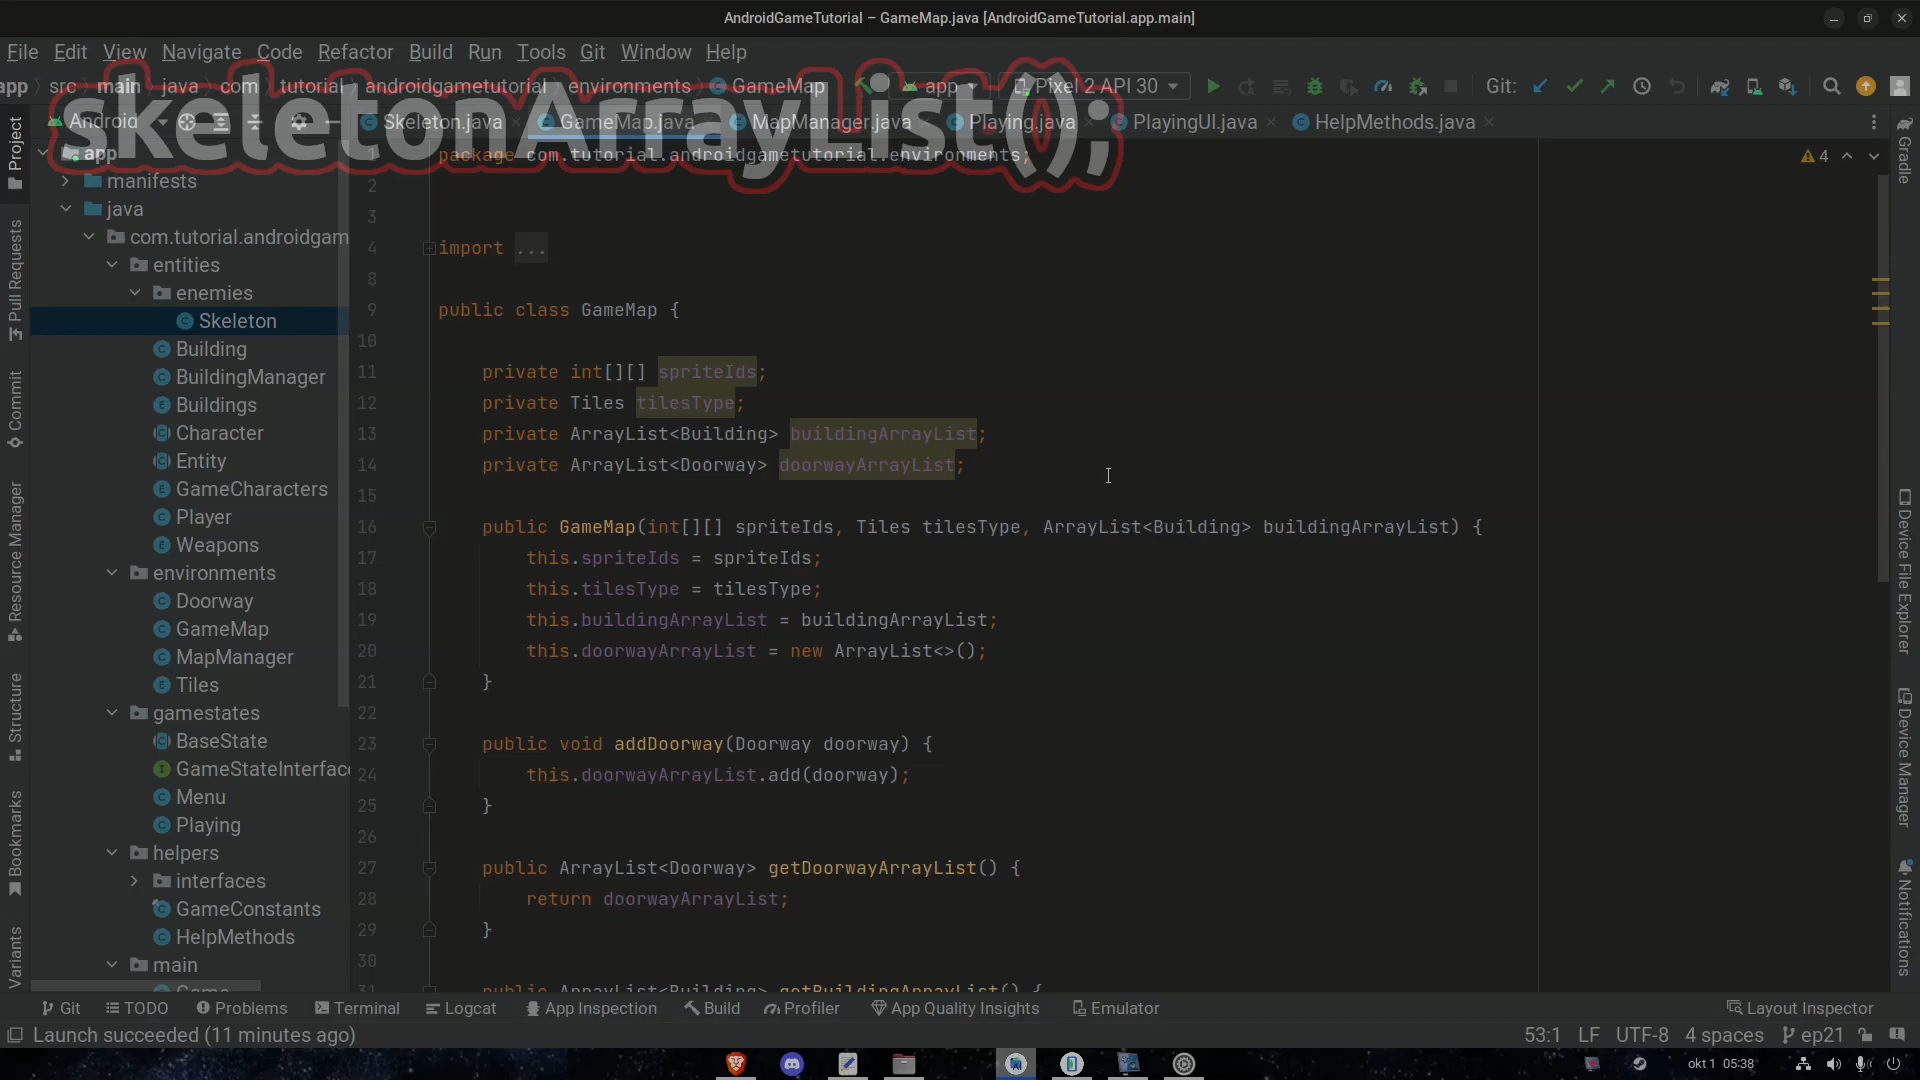 AndroidGameTutorial – GameMap.java [AndroidGameTutorial.app.main]
File Edit View Navigate Code Refactor Build Run Tools Git Window Help
app src main java com tutorial androidgametutorial environments GameMap app Pixel 2 API 30 Git:
skeletonArrayList();
Android Skeleton.java GameMap.java MapManager.java Playing.java PlayingUI.java HelpMethods.java
app
manifests
java
com.tutorial.androidgam
entities
enemies
Skeleton
Building
BuildingManager
Buildings
Character
Entity
GameCharacters
Player
Weapons
environments
Doorway
GameMap
MapManager
Tiles
gamestates
BaseState
GameStateInterface
Menu
Playing
helpers
interfaces
GameConstants
HelpMethods
main
Project
Pull Requests
Commit
Resource Manager
Structure
Bookmarks
Variants
1 package com.tutorial.androidgametutorial.environments;
2
3
4 import ...
8
9 public class GameMap {
10
11 private int[][] spriteIds;
12 private Tiles tilesType;
13 private ArrayList<Building> buildingArrayList;
14 private ArrayList<Doorway> doorwayArrayList;
15
16 public GameMap(int[][] spriteIds, Tiles tilesType, ArrayList<Building> buildingArrayList) {
17 this.spriteIds = spriteIds;
18 this.tilesType = tilesType;
19 this.buildingArrayList = buildingArrayList;
20 this.doorwayArrayList = new ArrayList<>();
21 }
22
23 public void addDoorway(Doorway doorway) {
24 this.doorwayArrayList.add(doorway);
25 }
26
27 public ArrayList<Doorway> getDoorwayArrayList() {
28 return doorwayArrayList;
29 }
30
31 public ArrayList<Building> getBuildingArrayList() {
4
Gradle
Device File Explorer
Device Manager
Notifications
Git TODO Problems Terminal Logcat App Inspection Build Profiler App Quality Insights Emulator Layout Inspector
Launch succeeded (11 minutes ago) 53:1 LF UTF-8 4 spaces ep21
okt 1 05:38